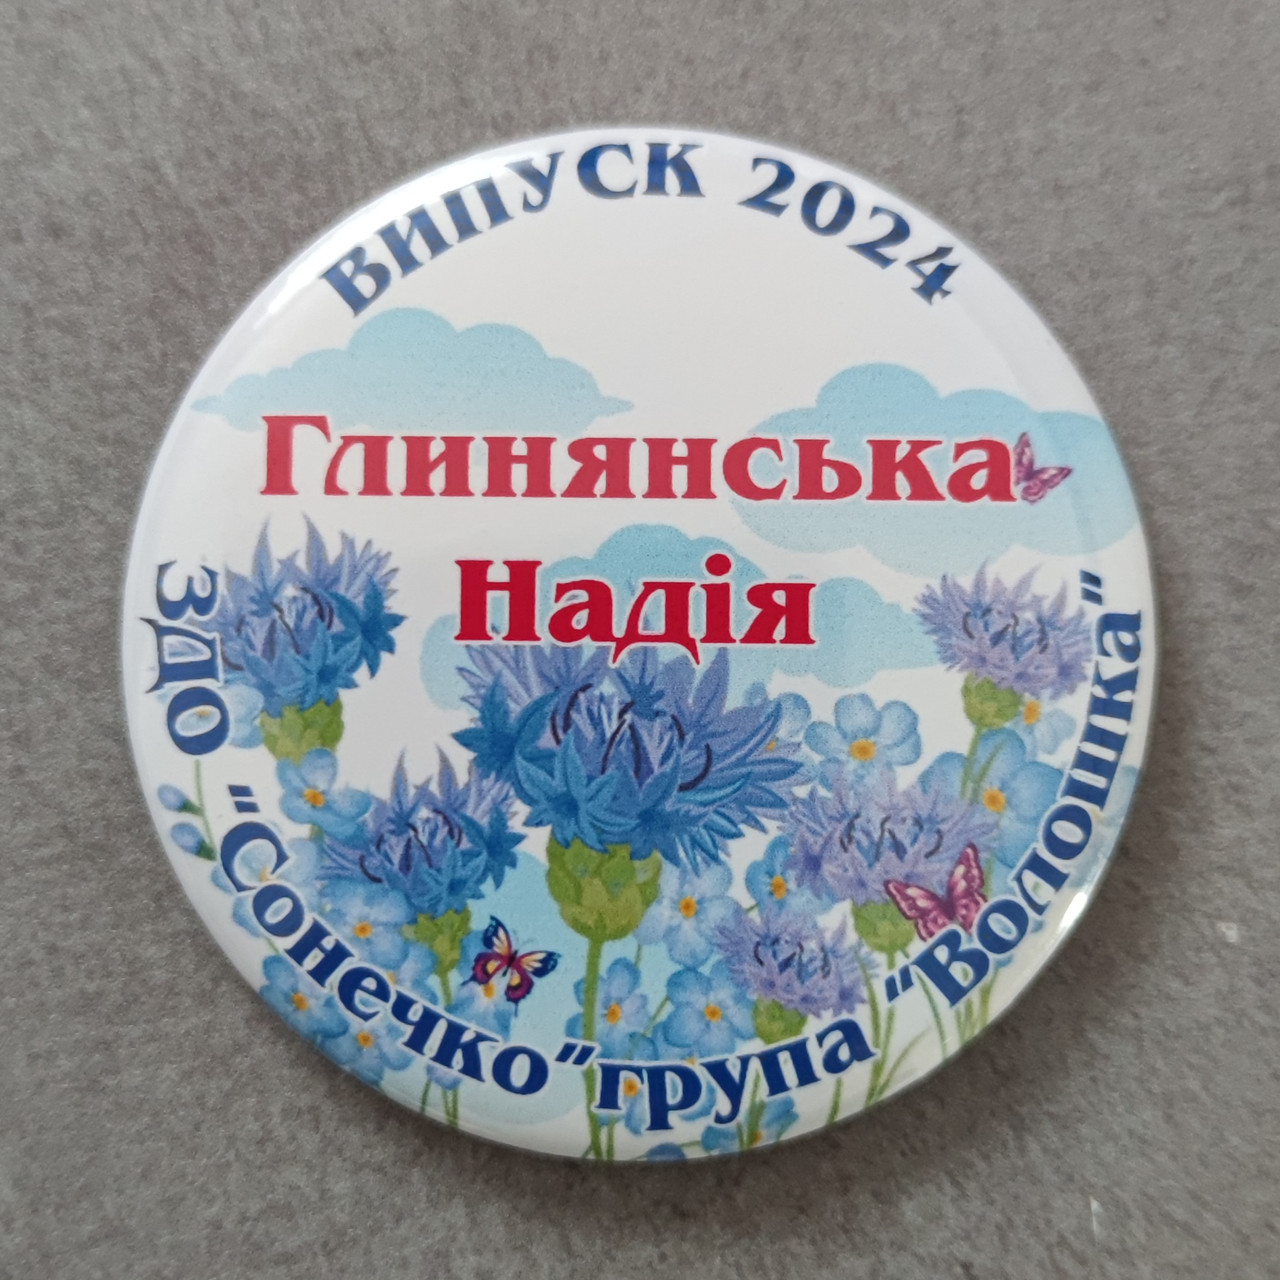 ВИПУСК 2024
Глинянська
Надія
ЗДО "Сонечко" група "Волошка"